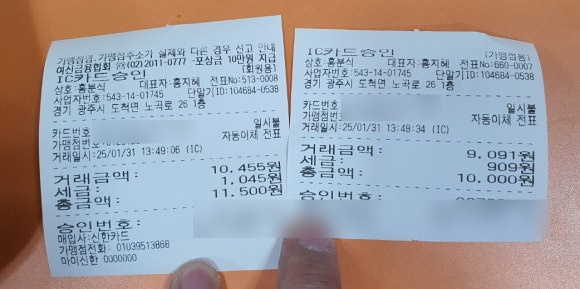 가맹점명, 가맹점주소가 실제와 다른 경우 신고 안내
여신금융협회 ☎(02)2011-0777 -포상금 10만원 지급
IC카드승인 (회원용)
상호:홍분식 대표자:홍지혜 전표No:513-0008
사업자번호:543-14-01745 단말기ID:104684-0538
경기 광주시 도척면 노곡로 26 1층
카드번호 일시불
가맹점번호: 자동이체 전표
거래일시:25/01/31 13:49:06 (IC)
거래금액: 10,455원
세금: 1,045원
총금액: 11,500원
승인번호:
매입사:신한카드
가맹점전화: 01039513868
마이신한 0000000
IC카드승인 (가맹점용)
상호:홍분식 대표자:홍지혜 전표No:660-0007
사업자번호:543-14-01745 단말기ID:104684-0538
경기 광주시 도척면 노곡로 26 1층
카드번호 일시불
가맹점번호 자동이체 전표
거래일시:25/01/31 13:48:34 (IC)
거래금액: 9,091원
세금: 909원
총금액: 10,000원
승인번호: